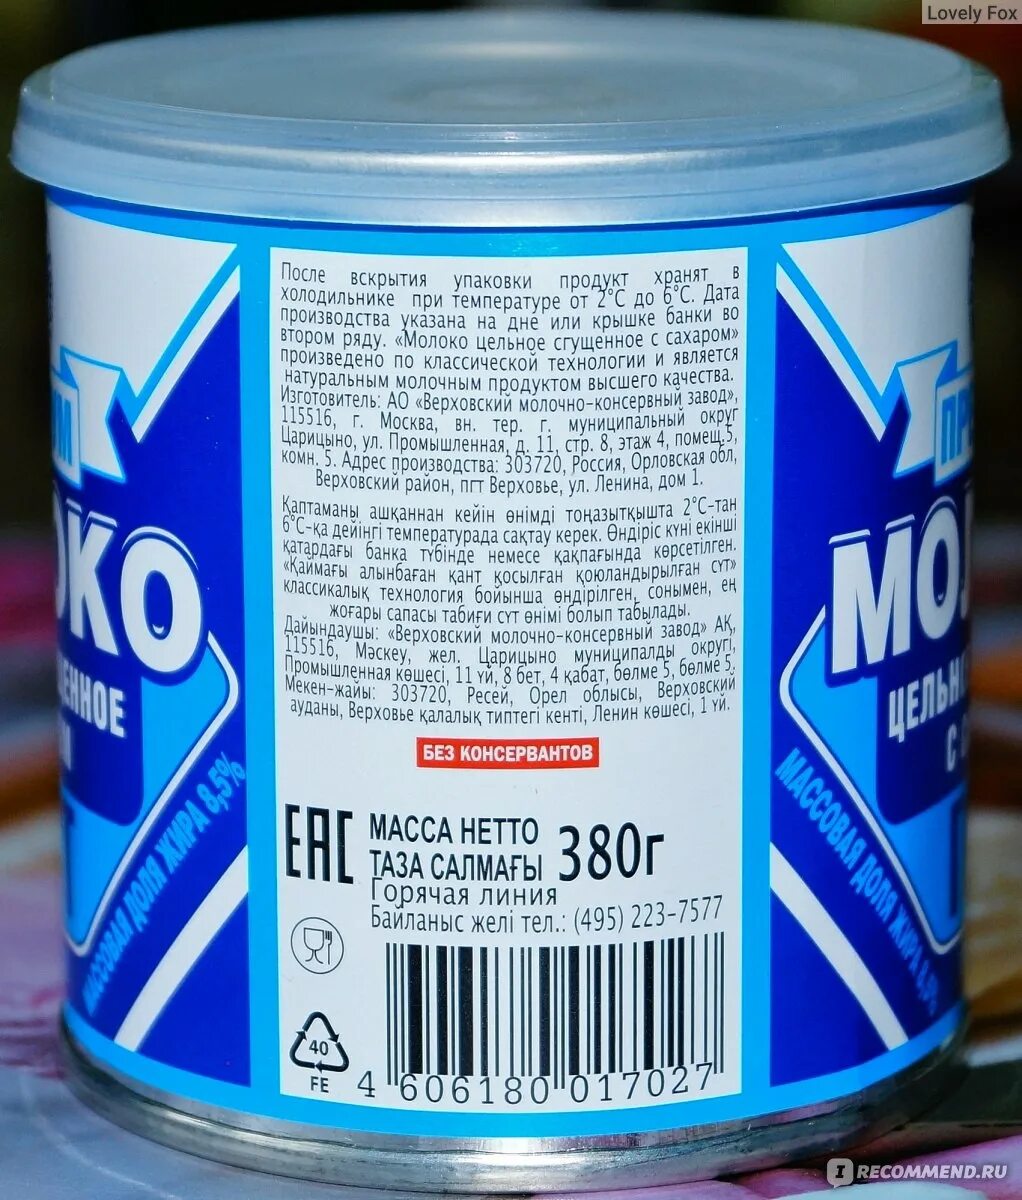 Lovely Fox
После вскрытия упаковки продукт хранят в
холодильнике при температуре от 2°С до 6°С. Дата
производства указана на дне или крышке банки во
втором ряду. «Молоко цельное сгущенное с сахаром»
произведено по классической технологии и является
натуральным молочным продуктом высшего качества.
Изготовитель: АО «Верховский молочно-консервный завод»,
115516, г. Москва, вн. тер. г. муниципальный округ
Царицыно, ул. Промышленная, д. 11, стр. 8, этаж 4, помещ.5,
комн. 5. Адрес производства: 303720, Россия, Орловская обл,
Верховский район, пгт Верховье, ул. Ленина, дом 1.
Қаптаманы ашқаннан кейін өнімді тоңазытқышта 2°С-тан
6°С-қа дейінгі температурада сақтау керек. Өндіріс күні екінші
қатардағы банка түбінде немесе қақпағында көрсетілген.
«Қаймағы алынбаған қант қосылған қоюландырылған сүт»
классикалық технология бойынша өндірілген, сонымен, ең
жоғары сапасы табиғи сүт өнімі болып табылады.
Дайындаушы: «Верховский молочно-консервный завод» АҚ,
115516, Мәскеу, жел. Царицыно муниципалды округі,
Промышленная көшесі, 11 үй, 8 бет, 4 қабат, бөлме 5, бөлме 5.
Мекен-жайы: 303720, Ресей, Орел облысы, Верховский
ауданы, Верховье қалалық типтегі кенті, Ленин көшесі, 1 үй.
БЕЗ КОНСЕРВАНТОВ
ЕАС
МАССА НЕТТО
ТАЗА САЛМАҒЫ 380г
Горячая линия
Байланыс желі тел.: (495) 223-7577
40
FE
4 606180 017027
ОКО
ЕННОЕ
МАССОВАЯ ДОЛЯ ЖИРА 8,5%
ПР
МОЛ
ЦЕЛЬН
С
МАССОВАЯ ДОЛЯ ЖИРА 8,5%
IRECOMMEND.RU